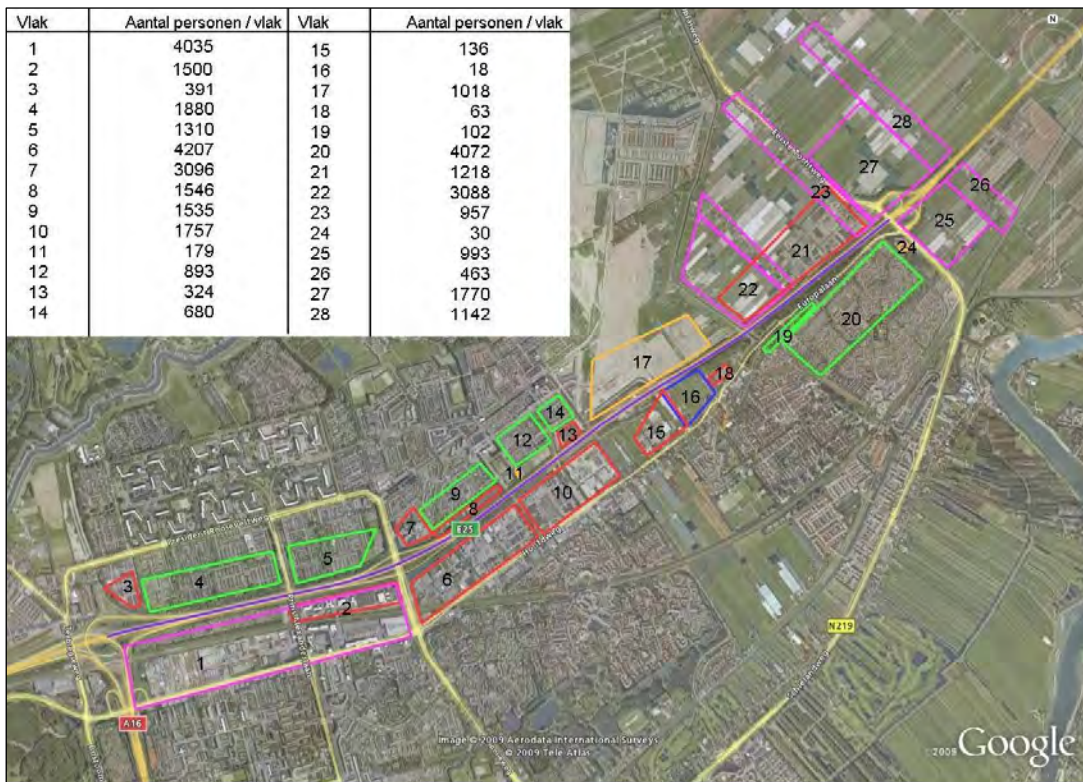 Vlak Aantal personen / vlak Vlak Aantal personen / vlak
1 4035 15 136
2 1500 16 18
3 391 17 1018
4 1880 18 63
5 1310 19 102
6 4207 20 4072
7 3096 21 1218
8 1546 22 3088
9 1535 23 957
10 1757 24 30
11 179 25 993
12 893 26 463
13 324 27 1770
14 680 28 1142
N
28
27
26
23
25
21
24
22
Europalaan
20
19
17
18
16
14
15
13
12
11
9
10
8
7
E25
Hoofdweg
President Rooseveltweg
5
6
4
3
2
N219
Schielandweg
1
A16
Image © 2009 Aerodata International Surveys
© 2009 Tele Atlas
© 2009 Google